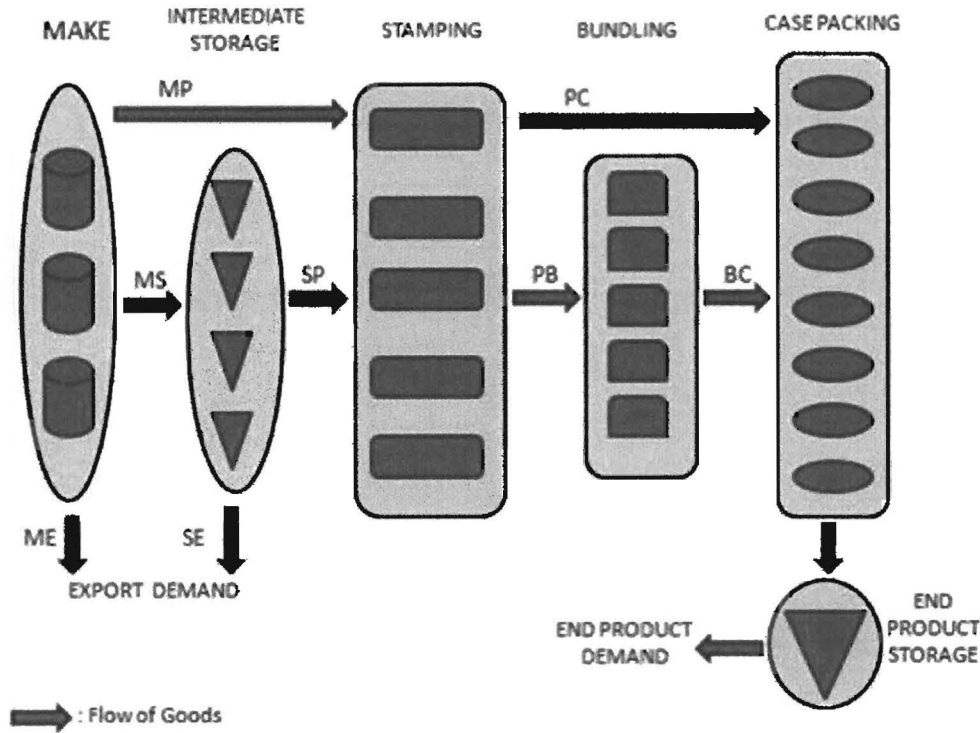 MAKE
INTERMEDIATE
STORAGE
STAMPING
BUNDLING
CASE PACKING
MP
PC
MS
SP
PB
BC
ME
SE
EXPORT DEMAND
END PRODUCT
DEMAND
END
PRODUCT
STORAGE
: Flow of Goods